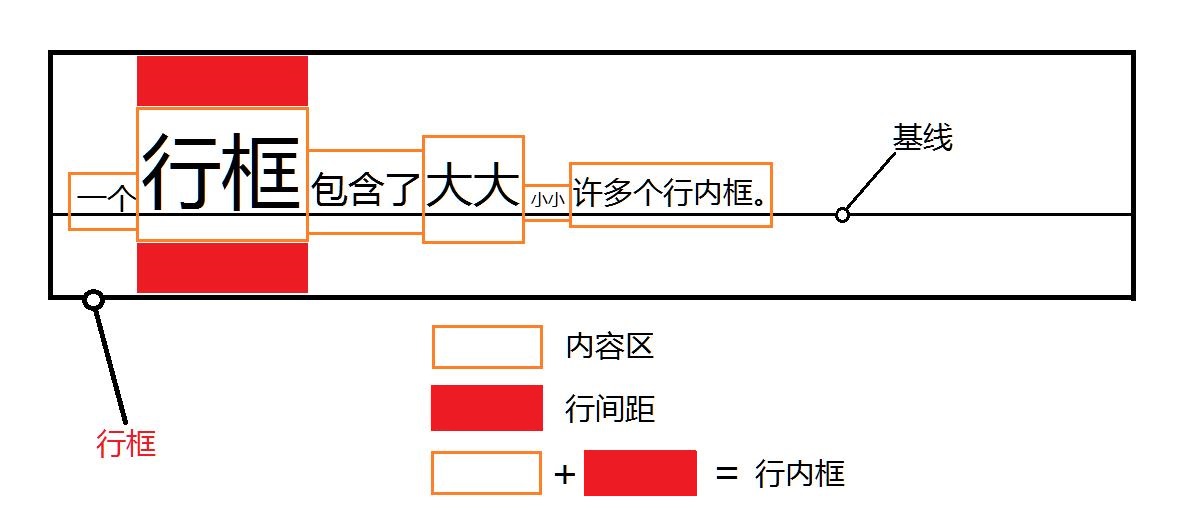 基线
一个行框包含了大大小小许多个行内框。
行框
内容区
行间距
+ = 行内框